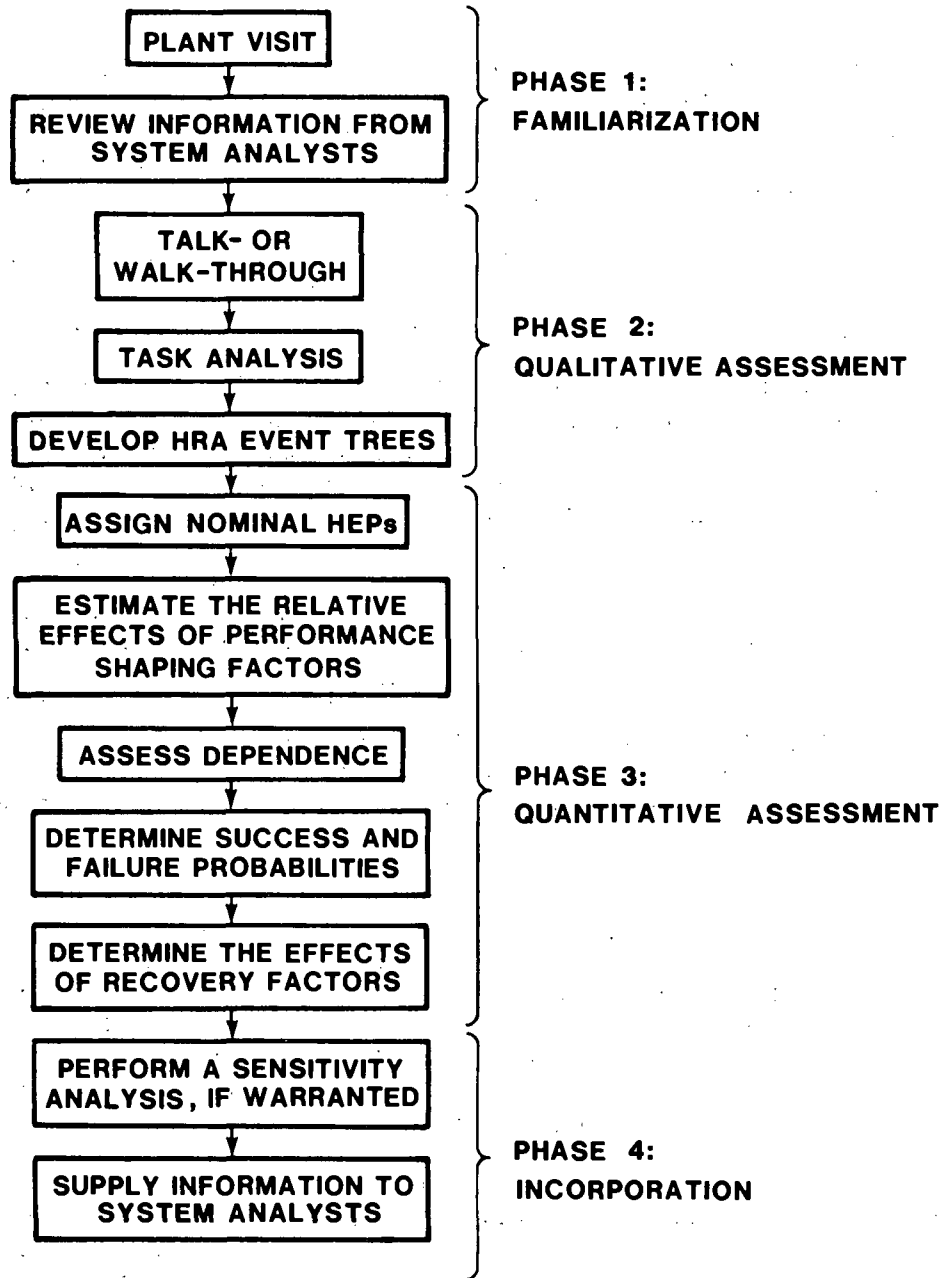 PLANT VISIT
REVIEW INFORMATION FROM
SYSTEM ANALYSTS
PHASE 1:
FAMILIARIZATION
TALK- OR
WALK-THROUGH
TASK ANALYSIS
DEVELOP HRA EVENT TREES
PHASE 2:
QUALITATIVE ASSESSMENT
ASSIGN NOMINAL HEPs
ESTIMATE THE RELATIVE
EFFECTS OF PERFORMANCE
SHAPING FACTORS
ASSESS DEPENDENCE
DETERMINE SUCCESS AND
FAILURE PROBABILITIES
DETERMINE THE EFFECTS
OF RECOVERY FACTORS
PHASE 3:
QUANTITATIVE ASSESSMENT
PERFORM A SENSITIVITY
ANALYSIS, IF WARRANTED
SUPPLY INFORMATION TO
SYSTEM ANALYSTS
PHASE 4:
INCORPORATION